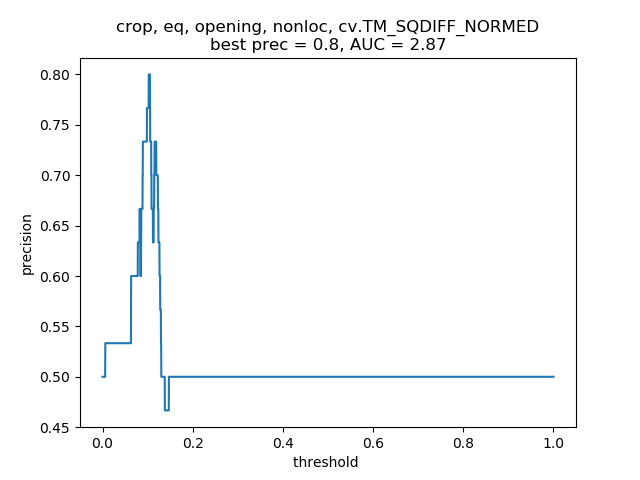 crop, eq, opening, nonloc, cv.TM_SQDIFF_NORMED
best prec = 0.8, AUC = 2.87
0.80
0.75
0.70
0.65
0.60
0.55
0.50
0.45
precision
0.0 0.2 0.4 0.6 0.8 1.0
threshold